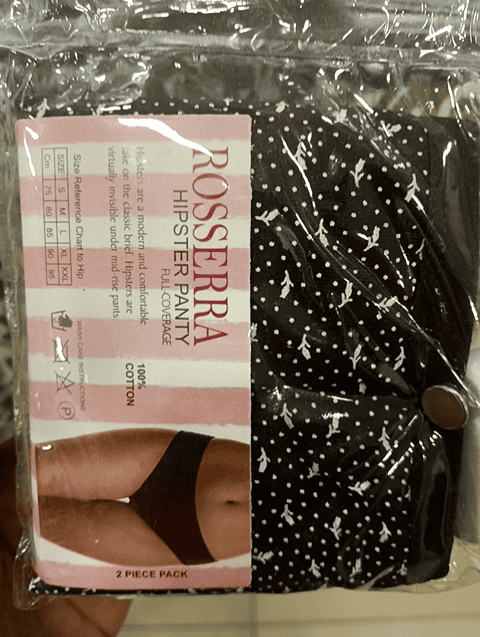 ROSSERRA
HIPSTER PANTY
FULL-COVERAGE
Hipsters are a modern and comfortable
take on the classic brief. Hipsters are
virtually invisible under mid-rise pants.
100%
COTTON
Size Reference Chart to Hip
SIZE S M L XL XXL
Cm 75 80 85 90 95
WASH CARE INSTRUCTIONS
P
2 PIECE PACK